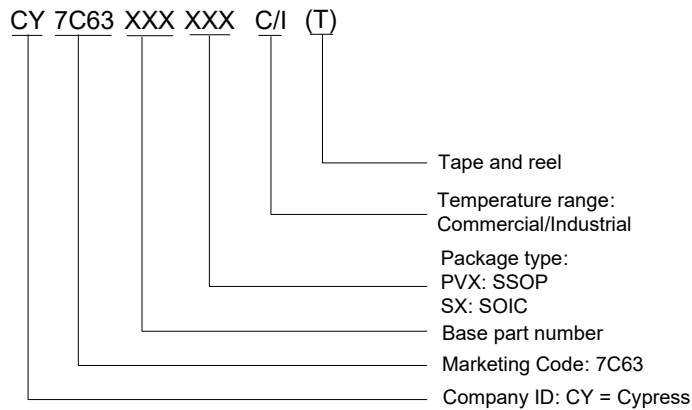 CY 7C63 XXX XXX C/I (T)
Tape and reel
Temperature range:
Commercial/Industrial
Package type:
PVX: SSOP
SX: SOIC
Base part number
Marketing Code: 7C63
Company ID: CY = Cypress